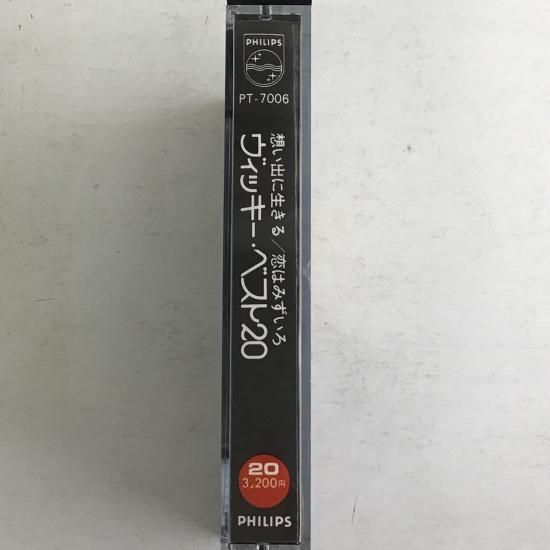 PHILIPS
PT-7006
想い出に生きる/恋はみずいろ
ヴィッキー・ベスト20
20
3,200円
PHILIPS